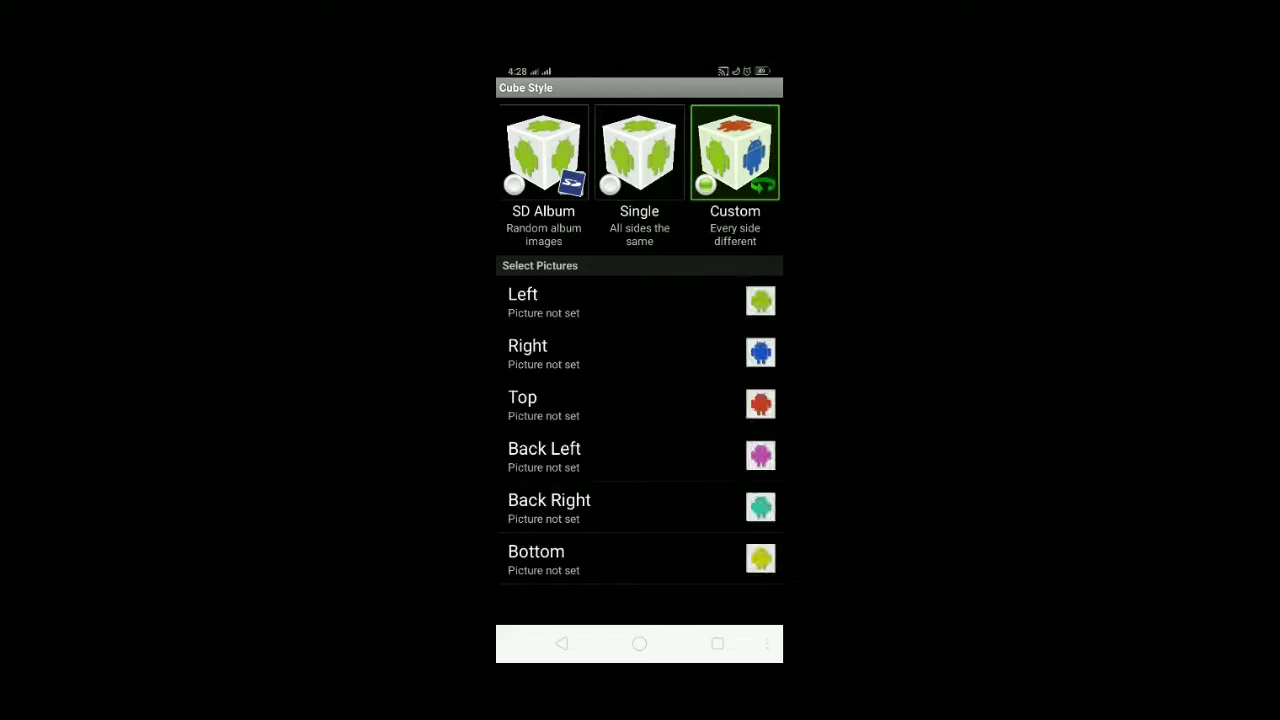 4:28
49
Cube Style
SD
SD Album
Random album
images
Single
All sides the
same
Custom
Every side
different
Select Pictures
Left
Picture not set
Right
Picture not set
Top
Picture not set
Back Left
Picture not set
Back Right
Picture not set
Bottom
Picture not set